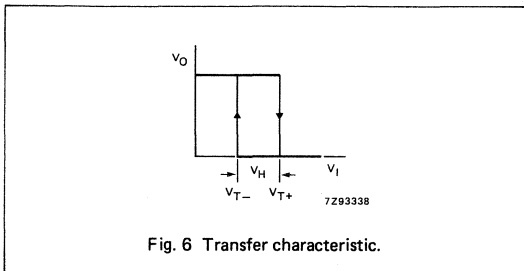 VO
VH
VI
VT−
VT+
7Z93338
Fig. 6 Transfer characteristic.